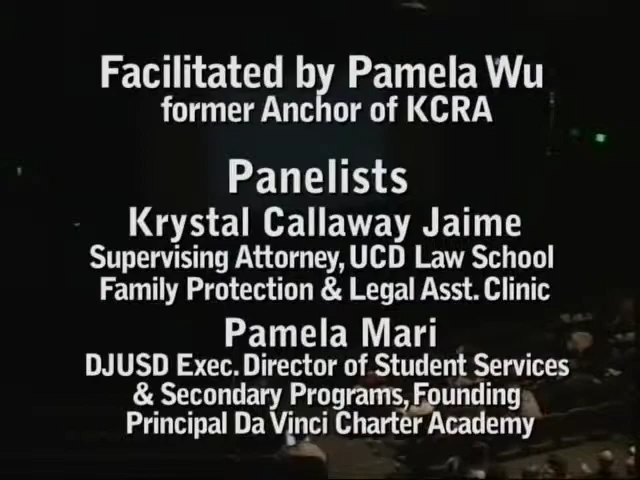 Facilitated by Pamela Wu
former Anchor of KCRA
Panelists
Krystal Callaway Jaime
Supervising Attorney, UCD Law School
Family Protection & Legal Asst. Clinic
Pamela Mari
DJUSD Exec. Director of Student Services
& Secondary Programs, Founding
Principal Da Vinci Charter Academy